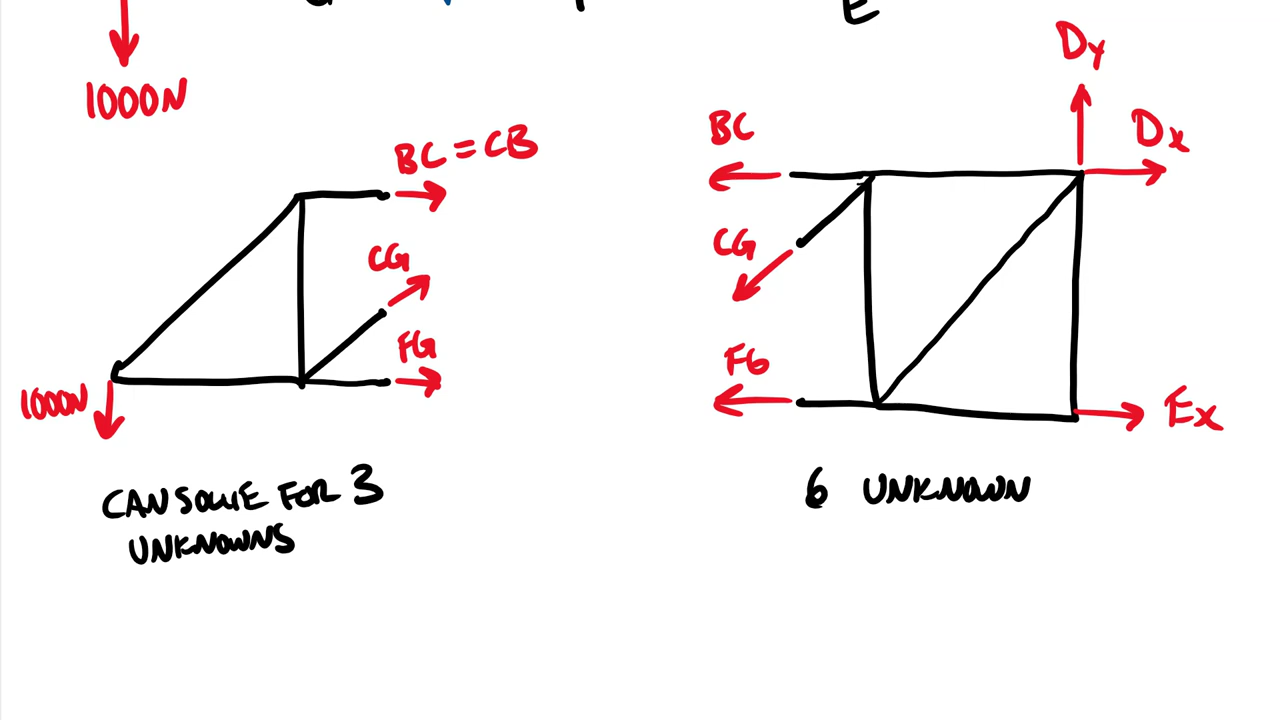 E
1000N
BC = CB
CG
FG
1000N
CAN SOLVE FOR 3
UNKNOWNS
Dy
Dx
BC
CG
FG
Ex
6 UNKNOWN